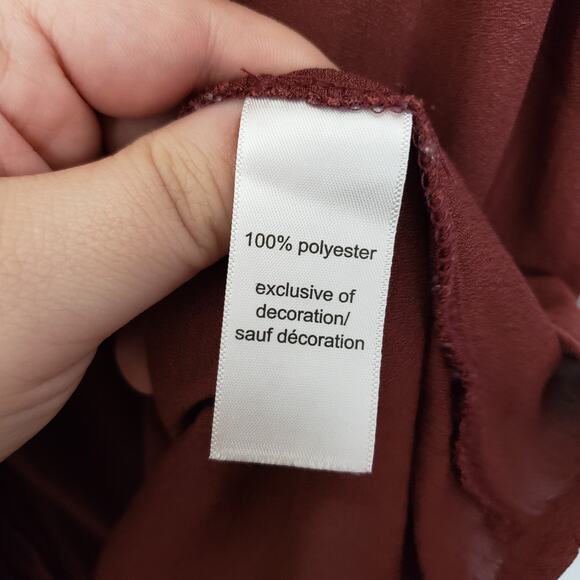 100% polyester
exclusive of
decoration/
sauf décoration